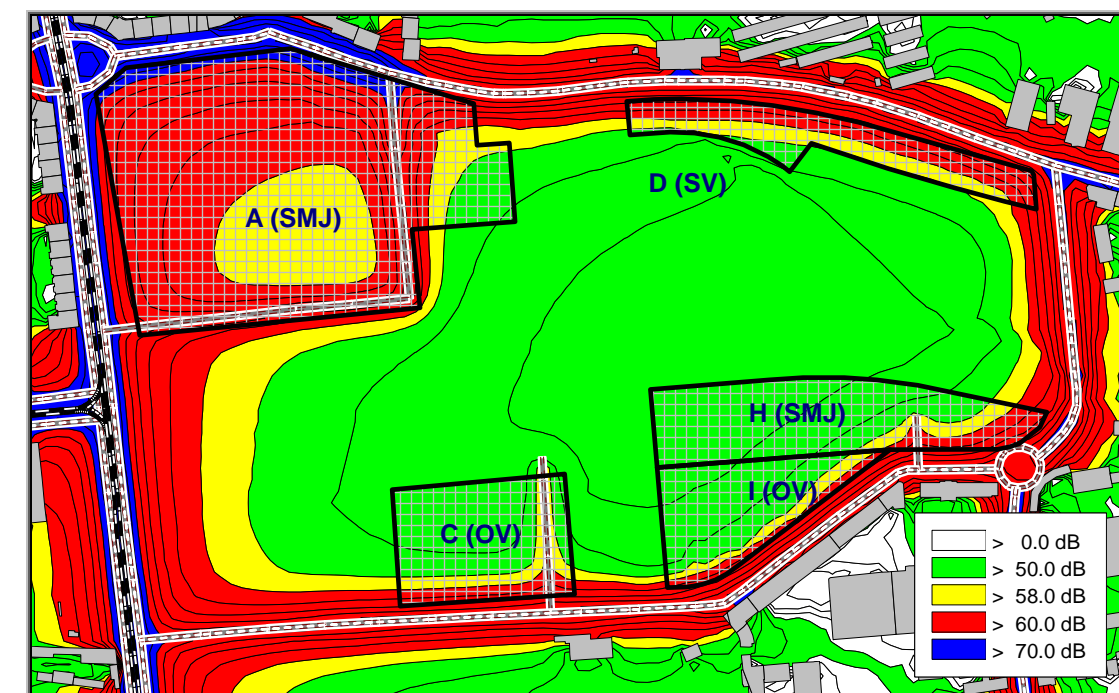 D (SV)
A (SMJ)
H (SMJ)
I (OV)
C (OV)
> 0.0 dB
> 50.0 dB
> 58.0 dB
> 60.0 dB
> 70.0 dB